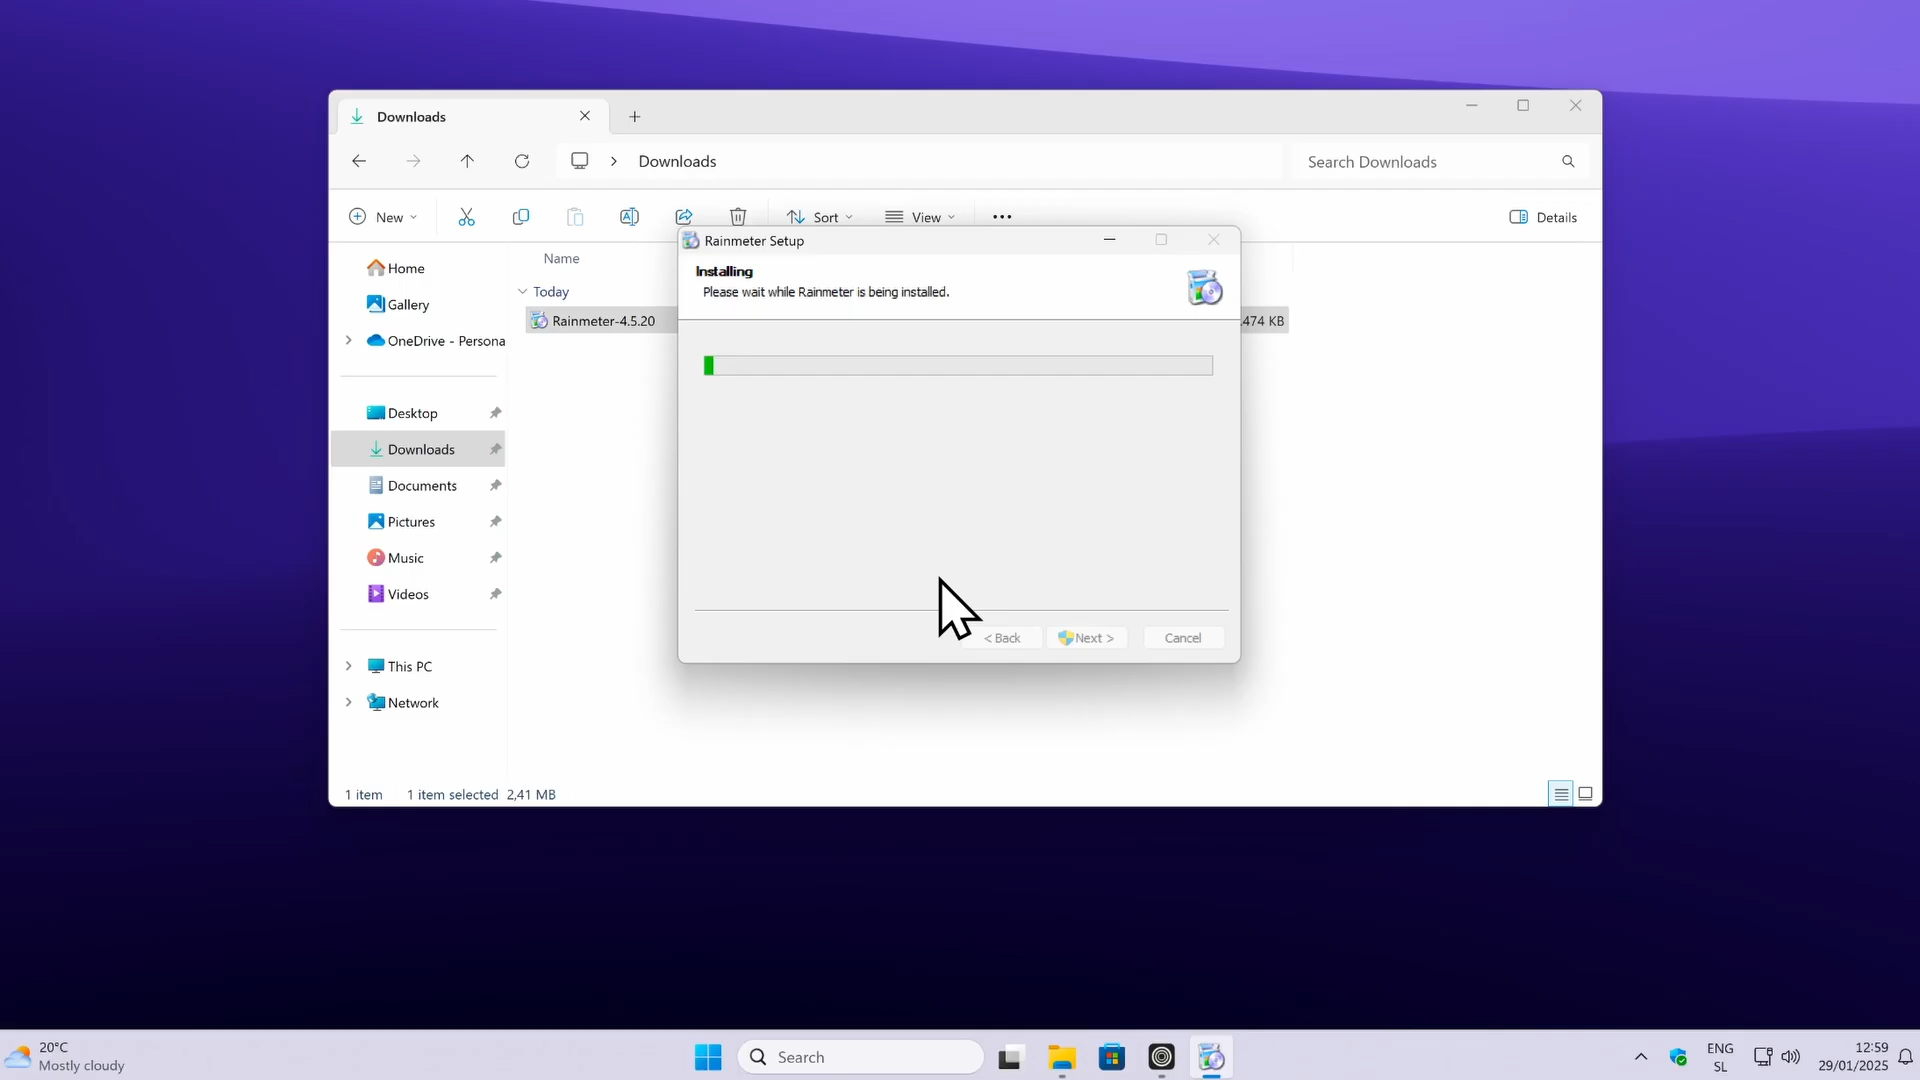 Downloads
Downloads
Search Downloads
New
Sort
View
Details
Rainmeter Setup
Installing
Please wait while Rainmeter is being installed.
Name
Today
Rainmeter-4.5.20
474 KB
Home
Gallery
OneDrive - Persona
Desktop
Downloads
Documents
Pictures
Music
Videos
This PC
Network
< Back
Next >
Cancel
1 item
1 item selected 2,41 MB
20°C
Mostly cloudy
Search
ENG
SL
12:59
29/01/2025